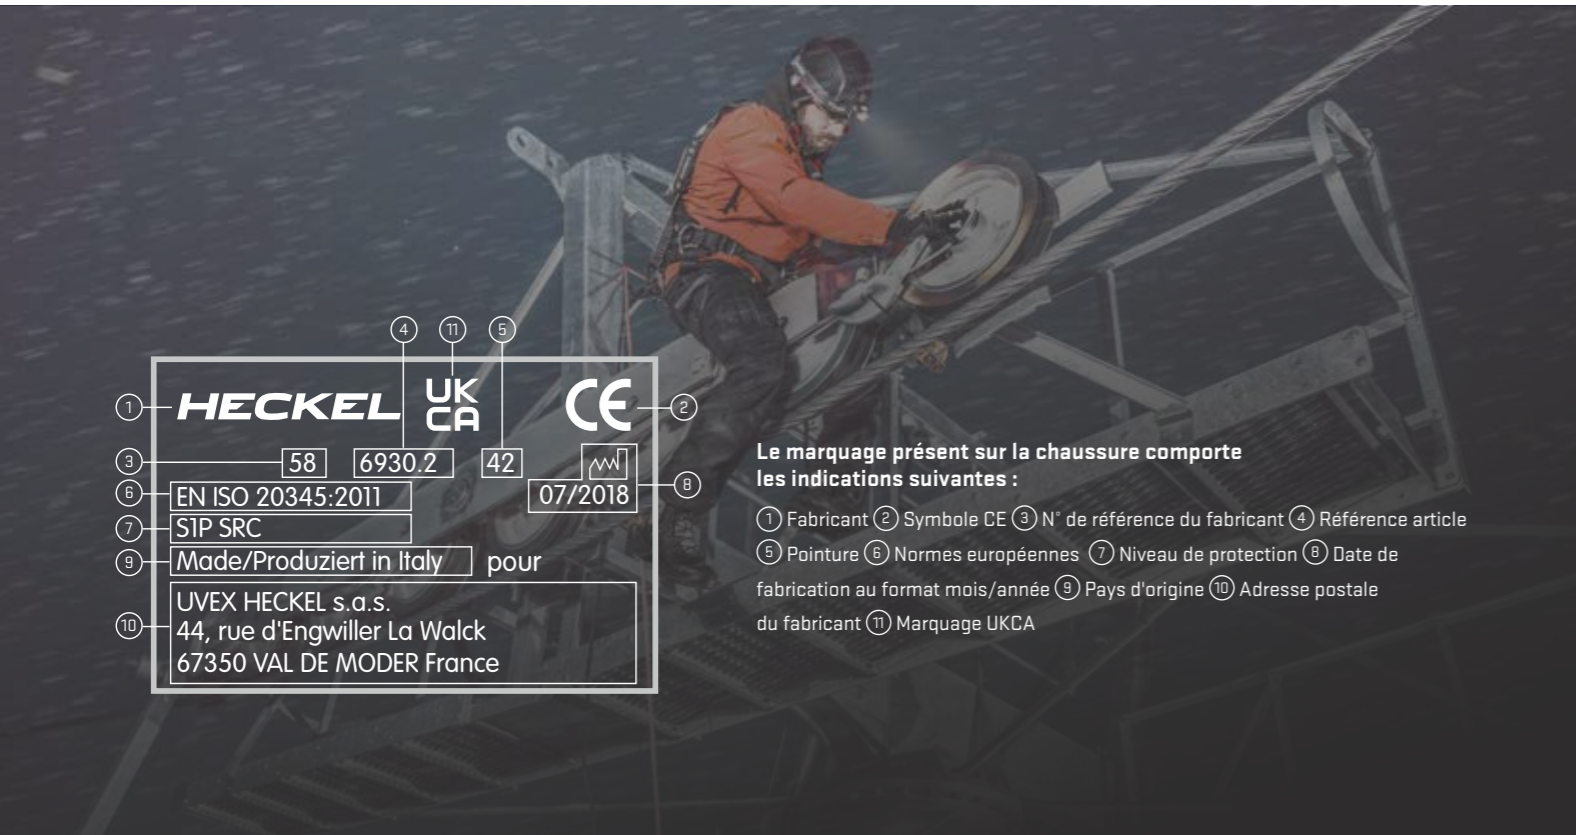 ④ ⑪ ⑤
① HECKEL UK CA CE ②
③ 58 6930.2 42
⑥ EN ISO 20345:2011 07/2018 ⑧
⑦ S1P SRC
⑨ Made/Produziert in Italy pour
UVEX HECKEL s.a.s.
⑩ 44, rue d'Engwiller La Walck
67350 VAL DE MODER France
Le marquage présent sur la chaussure comporte
les indications suivantes :
① Fabricant ② Symbole CE ③ N° de référence du fabricant ④ Référence article
⑤ Pointure ⑥ Normes européennes ⑦ Niveau de protection ⑧ Date de
fabrication au format mois/année ⑨ Pays d'origine ⑩ Adresse postale
du fabricant ⑪ Marquage UKCA